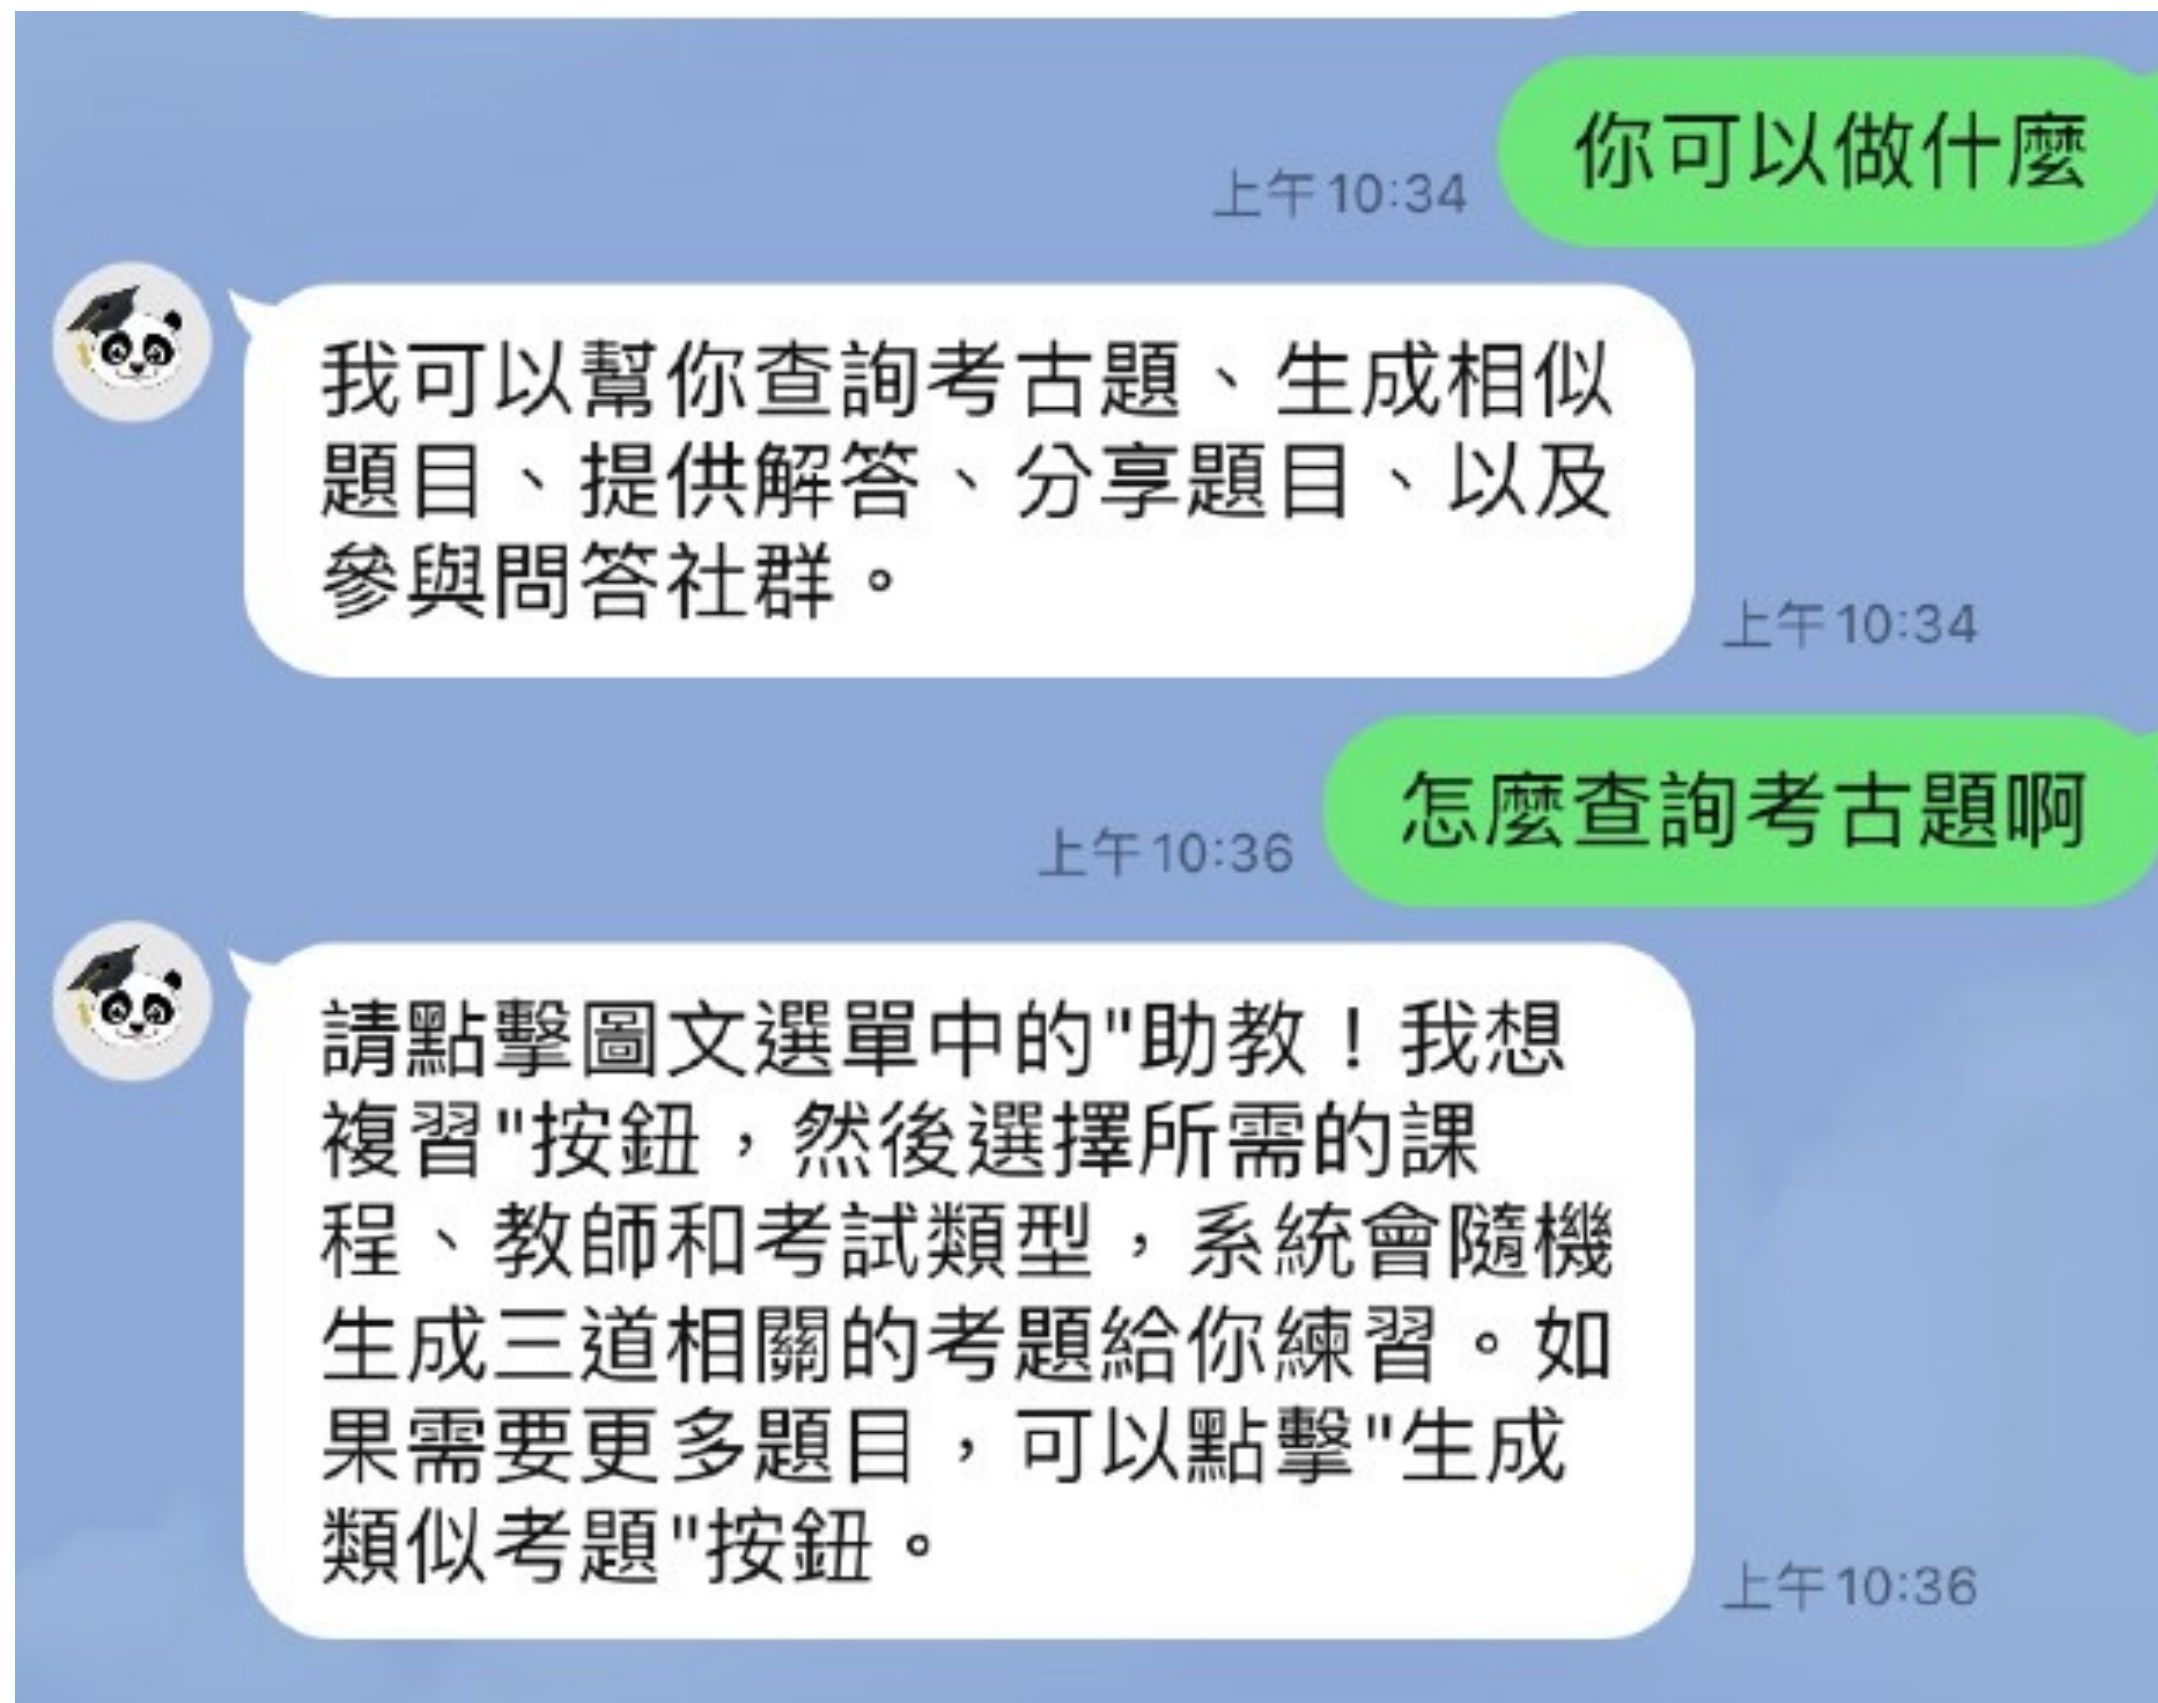 你可以做什麼
上午10:34
我可以幫你查詢考古題、生成相似
題目、提供解答、分享題目、以及
參與問答社群。
上午10:34
怎麼查詢考古題啊
上午10:36
請點擊圖文選單中的"助教！我想
複習"按鈕，然後選擇所需的課
程、教師和考試類型，系統會隨機
生成三道相關的考題給你練習。如
果需要更多題目，可以點擊"生成
類似考題"按鈕。
上午10:36